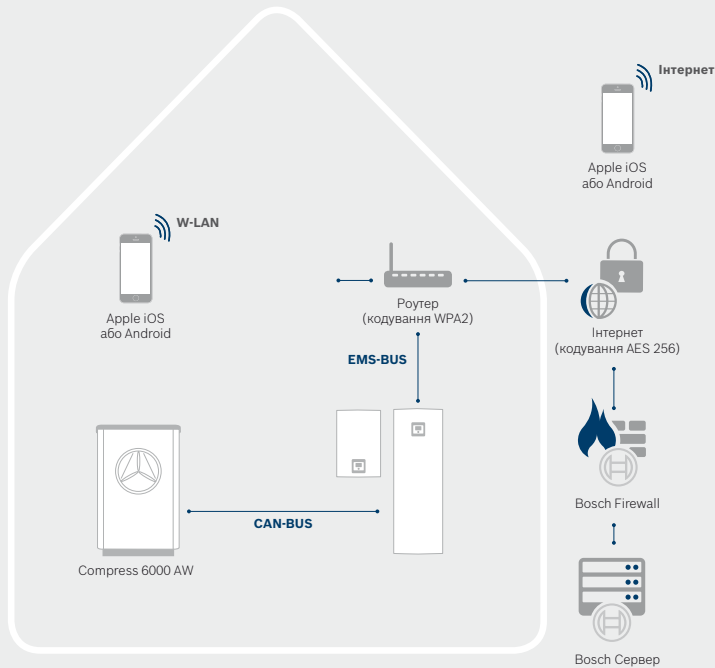 Інтернет
Apple iOS
або Android
W-LAN
Apple iOS
або Android
Роутер
(кодування WPA2)
Інтернет
(кодування AES 256)
EMS-BUS
Bosch Firewall
CAN-BUS
Compress 6000 AW
Bosch Сервер